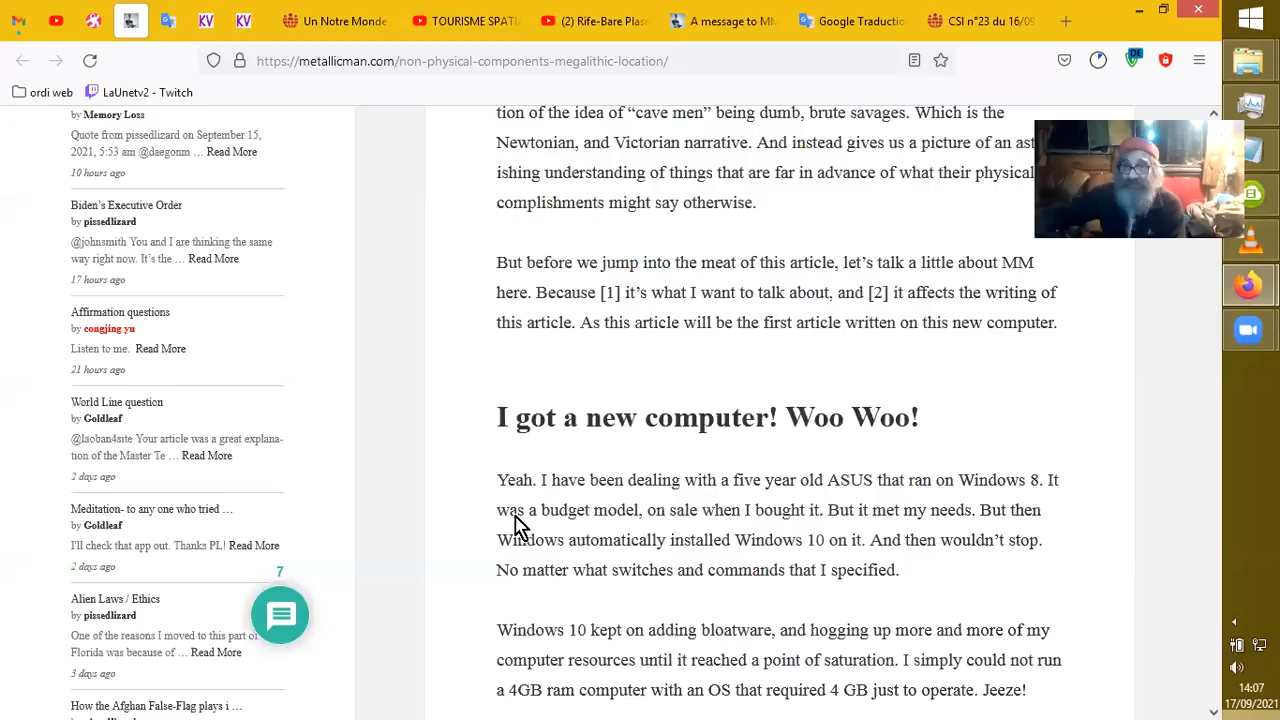 Un Notre Monde
TOURISME SPATI
(2) Rife-Bare Plasm
A message to MM
Google Traductio
CSI n°23 du 16/09
https://metallicman.com/non-physical-components-megalithic-location/
ordi web
LaUnetv2 - Twitch
DE
by Memory Loss
Quote from pissedlizard on September 15,
2021, 5:53 am @daegonm … Read More
10 hours ago
Biden's Executive Order
by pissedlizard
@johnsmith You and I are thinking the same
way right now. It's the … Read More
17 hours ago
Affirmation questions
by congjing yu
Listen to me. Read More
21 hours ago
World Line question
by Goldleaf
@laoban4site Your article was a great explana-
tion of the Master Te … Read More
2 days ago
Meditation- to any one who tried …
by Goldleaf
I'll check that app out. Thanks PL! Read More
2 days ago
7
Alien Laws / Ethics
by pissedlizard
One of the reasons I moved to this part of
Florida was because of … Read More
3 days ago
How the Afghan False-Flag plays i …
tion of the idea of “cave men” being dumb, brute savages. Which is the
Newtonian, and Victorian narrative. And instead gives us a picture of an ast
ishing understanding of things that are far in advance of what their physical
complishments might say otherwise.
But before we jump into the meat of this article, let's talk a little about MM
here. Because [1] it's what I want to talk about, and [2] it affects the writing of
this article. As this article will be the first article written on this new computer.
I got a new computer! Woo Woo!
Yeah. I have been dealing with a five year old ASUS that ran on Windows 8. It
was a budget model, on sale when I bought it. But it met my needs. But then
Windows automatically installed Windows 10 on it. And then wouldn't stop.
No matter what switches and commands that I specified.
Windows 10 kept on adding bloatware, and hogging up more and more of my
computer resources until it reached a point of saturation. I simply could not run
a 4GB ram computer with an OS that required 4 GB just to operate. Jeeze!
14:07
17/09/2021